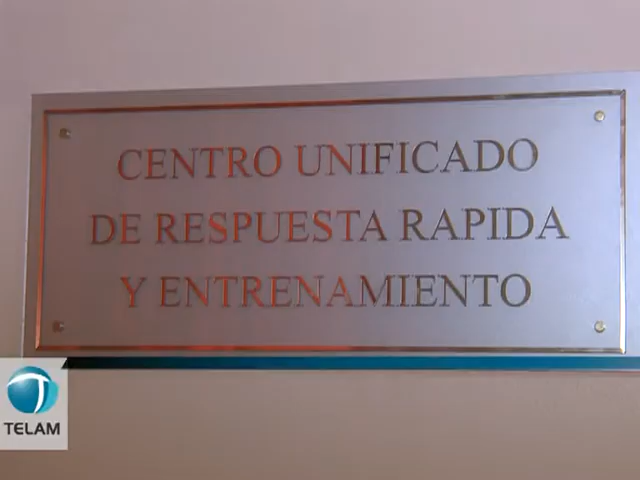 CENTRO UNIFICADO
DE RESPUESTA RAPIDA
Y ENTRENAMIENTO
TELAM